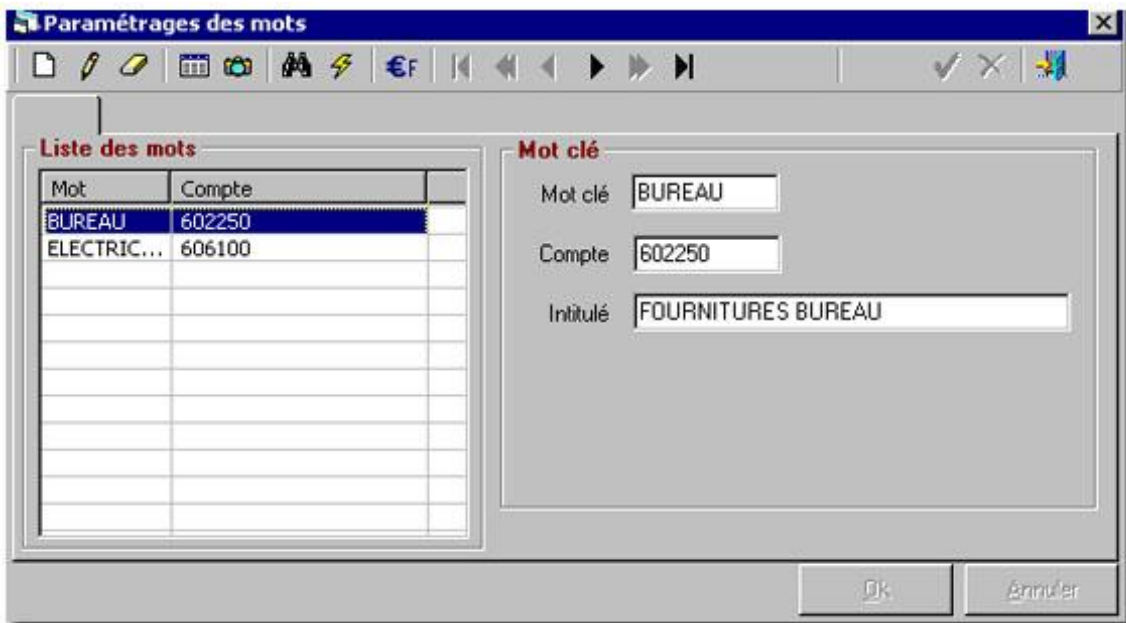 Paramétrages des mots
€F
Liste des mots
Mot Compte
BUREAU 602250
ELECTRIC... 606100
Mot clé
Mot clé BUREAU
Compte 602250
Intitulé FOURNITURES BUREAU
Ok Annuler